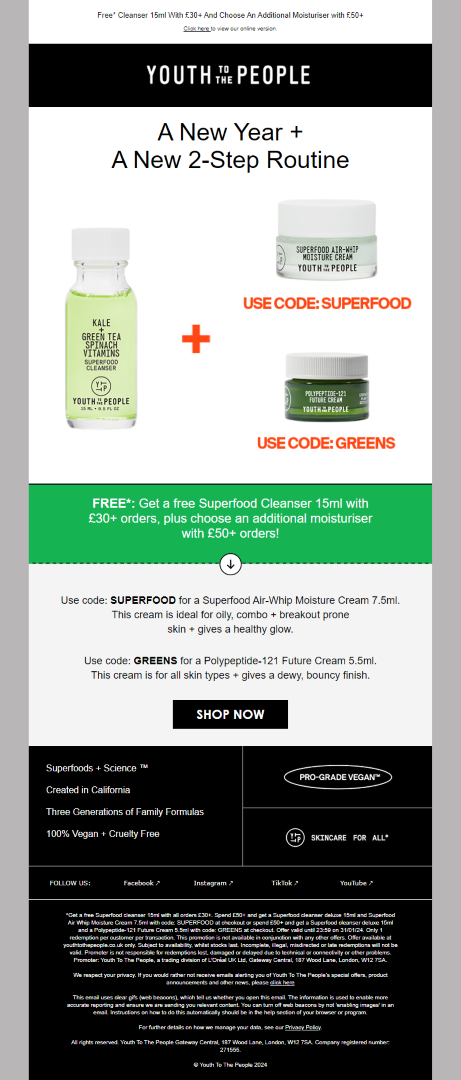 Free* Cleanser 15ml With £30+ And Choose An Additional Moisturiser with £50+
Click here to view our online version.
YOUTH TO THE PEOPLE
A New Year +
A New 2-Step Routine
KALE
+
GREEN TEA
SPINACH
VITAMINS
SUPERFOOD
CLEANSER
YTTP
YOUTH TO THE PEOPLE
15 ML • 0.5 FL OZ
+
SUPERFOOD AIR-WHIP
MOISTURE CREAM
YOUTH TO THE PEOPLE
USE CODE: SUPERFOOD
POLYPEPTIDE-121
FUTURE CREAM
YOUTH TO THE PEOPLE
USE CODE: GREENS
FREE*: Get a free Superfood Cleanser 15ml with
£30+ orders, plus choose an additional moisturiser
with £50+ orders!
Use code: SUPERFOOD for a Superfood Air-Whip Moisture Cream 7.5ml.
This cream is ideal for oily, combo + breakout prone
skin + gives a healthy glow.
Use code: GREENS for a Polypeptide-121 Future Cream 5.5ml.
This cream is for all skin types + gives a dewy, bouncy finish.
SHOP NOW
Superfoods + Science ™
Created in California
Three Generations of Family Formulas
100% Vegan + Cruelty Free
PRO-GRADE VEGAN™
SKINCARE FOR ALL*
FOLLOW US: Facebook ↗ Instagram ↗ TikTok ↗ YouTube ↗
*Get a free Superfood cleanser 15ml with all orders £30+. Spend £50+ and get a Superfood cleanser deluxe 15ml and Superfood
Air Whip Moisture Cream 7.5ml with code: SUPERFOOD at checkout or spend £50+ and get a Superfood cleanser deluxe 15ml
and a Polypeptide-121 Future Cream 5.5ml with code: GREENS at checkout. Offer valid until 23:59 on 31/01/24. Only 1
redemption per customer per transaction. This promotion is not available in conjunction with any other offers. Offer available at
youthtothepeople.co.uk only. Subject to availability, whilst stocks last. Incomplete, illegal, misdirected or late redemptions will not be
valid. Promoter is not responsible for redemptions lost, damaged or delayed due to technical or connectivity or other problems.
Promoter: Youth To The People, a trading division of L'Oréal UK Ltd, Gateway Central, 187 Wood Lane, London, W12 7SA.
We respect your privacy. If you would rather not receive emails alerting you of Youth To The People's special offers, product
announcements and other news, please click here
This email uses clear gifs (web beacons), which tell us whether you open this email. The information is used to enable more
accurate reporting and ensure we are sending you relevant content. You can turn off web beacons by not 'enabling images' in an
email. Instructions on how to do this automatically should be in the help section of your browser or program.
For further details on how we manage your data, see our Privacy Policy.
All rights reserved. Youth To The People Gateway Central, 187 Wood Lane, London, W12 7SA. Company registered number:
271555.
© Youth To The People 2024